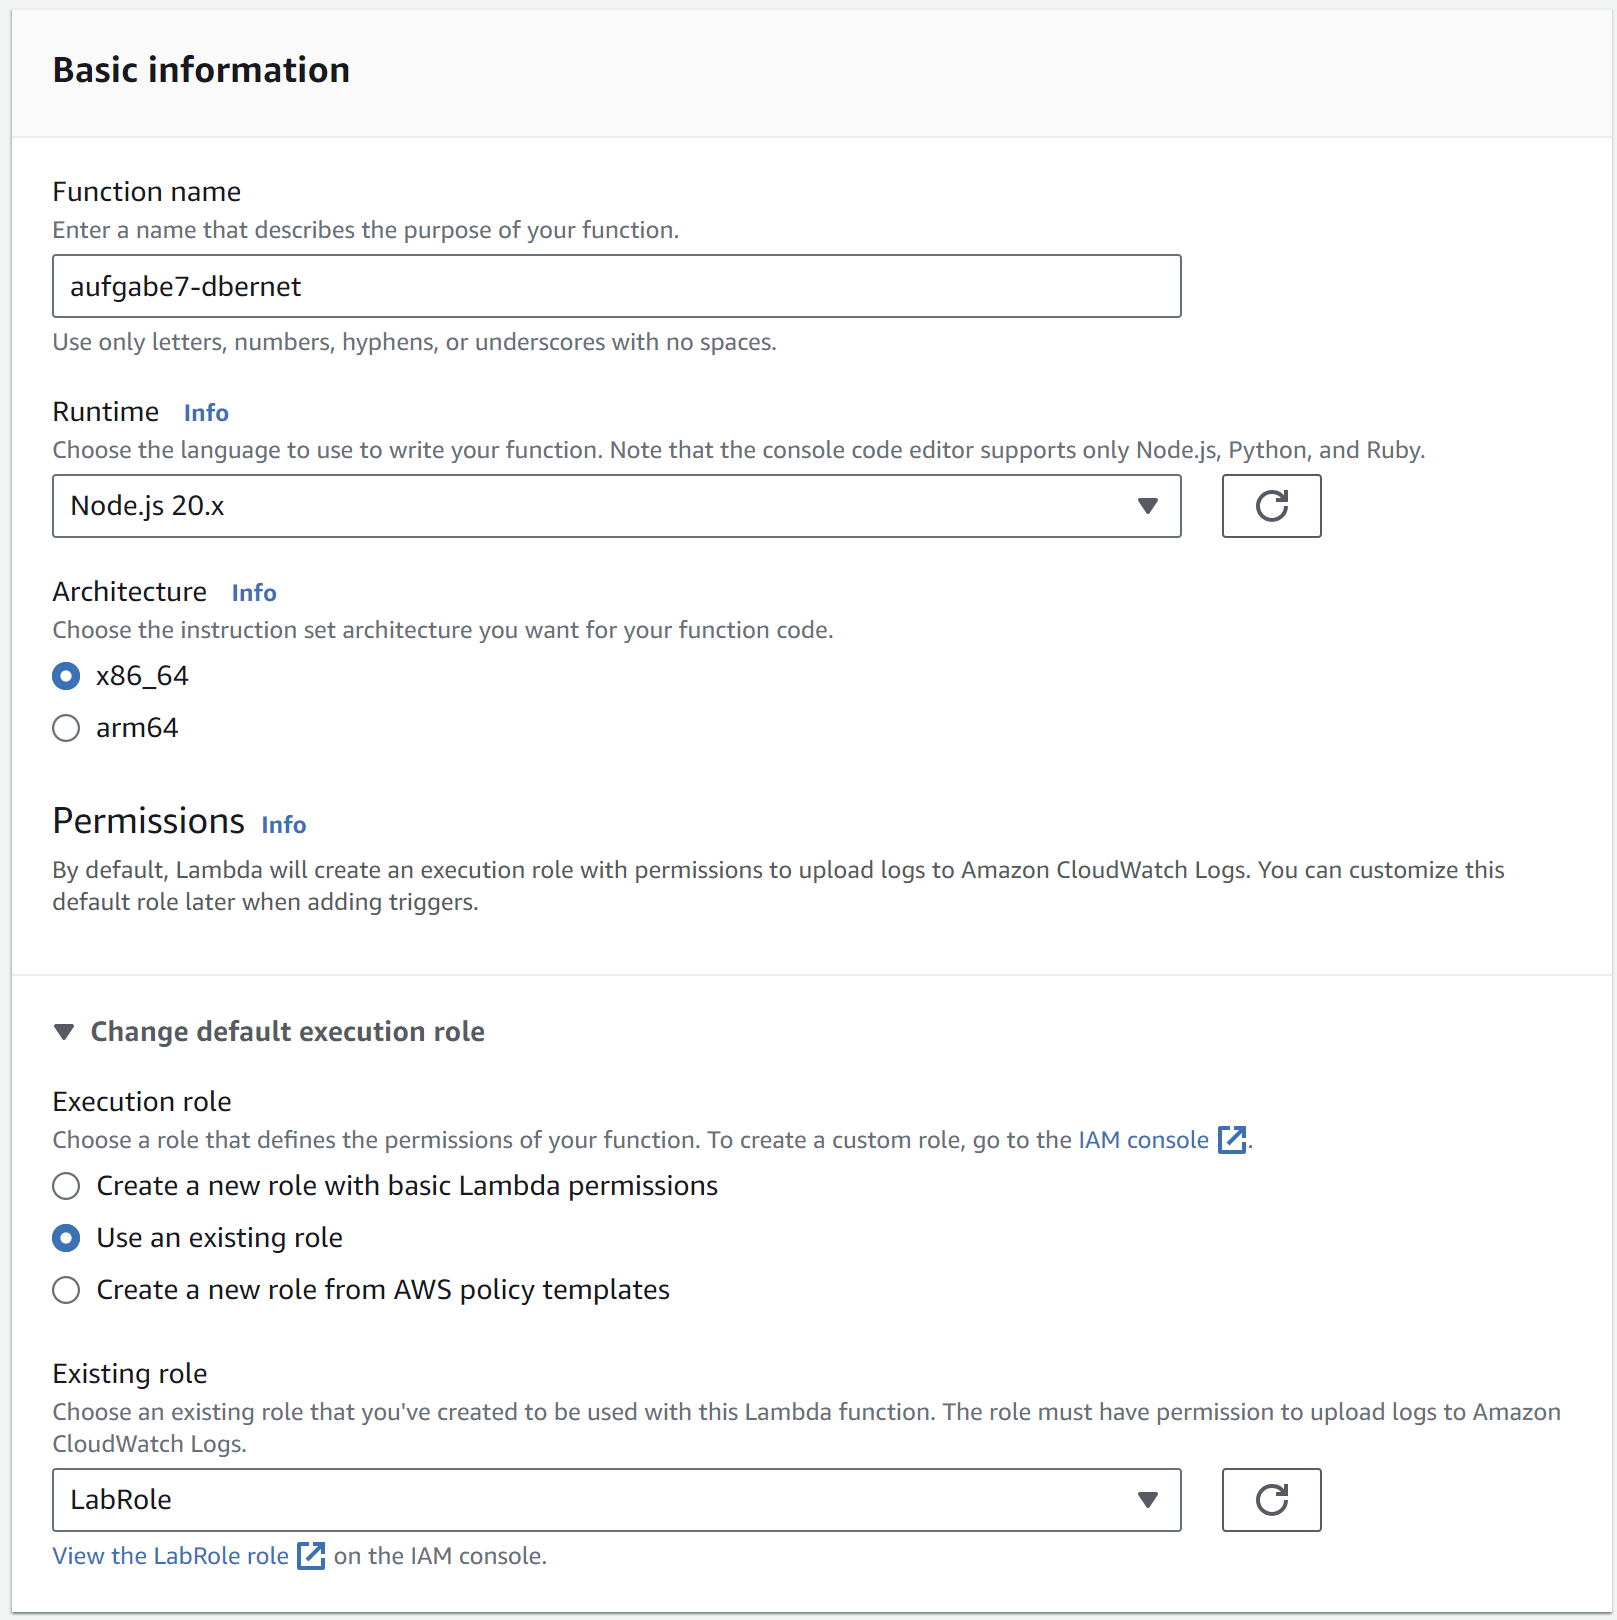 Basic information
Function name
Enter a name that describes the purpose of your function.
aufgabe7-dbernet
Use only letters, numbers, hyphens, or underscores with no spaces.
Runtime Info
Choose the language to use to write your function. Note that the console code editor supports only Node.js, Python, and Ruby.
Node.js 20.x
Architecture Info
Choose the instruction set architecture you want for your function code.
x86_64
arm64
Permissions Info
By default, Lambda will create an execution role with permissions to upload logs to Amazon CloudWatch Logs. You can customize this
default role later when adding triggers.
Change default execution role
Execution role
Choose a role that defines the permissions of your function. To create a custom role, go to the IAM console.
Create a new role with basic Lambda permissions
Use an existing role
Create a new role from AWS policy templates
Existing role
Choose an existing role that you've created to be used with this Lambda function. The role must have permission to upload logs to Amazon
CloudWatch Logs.
LabRole
View the LabRole role on the IAM console.